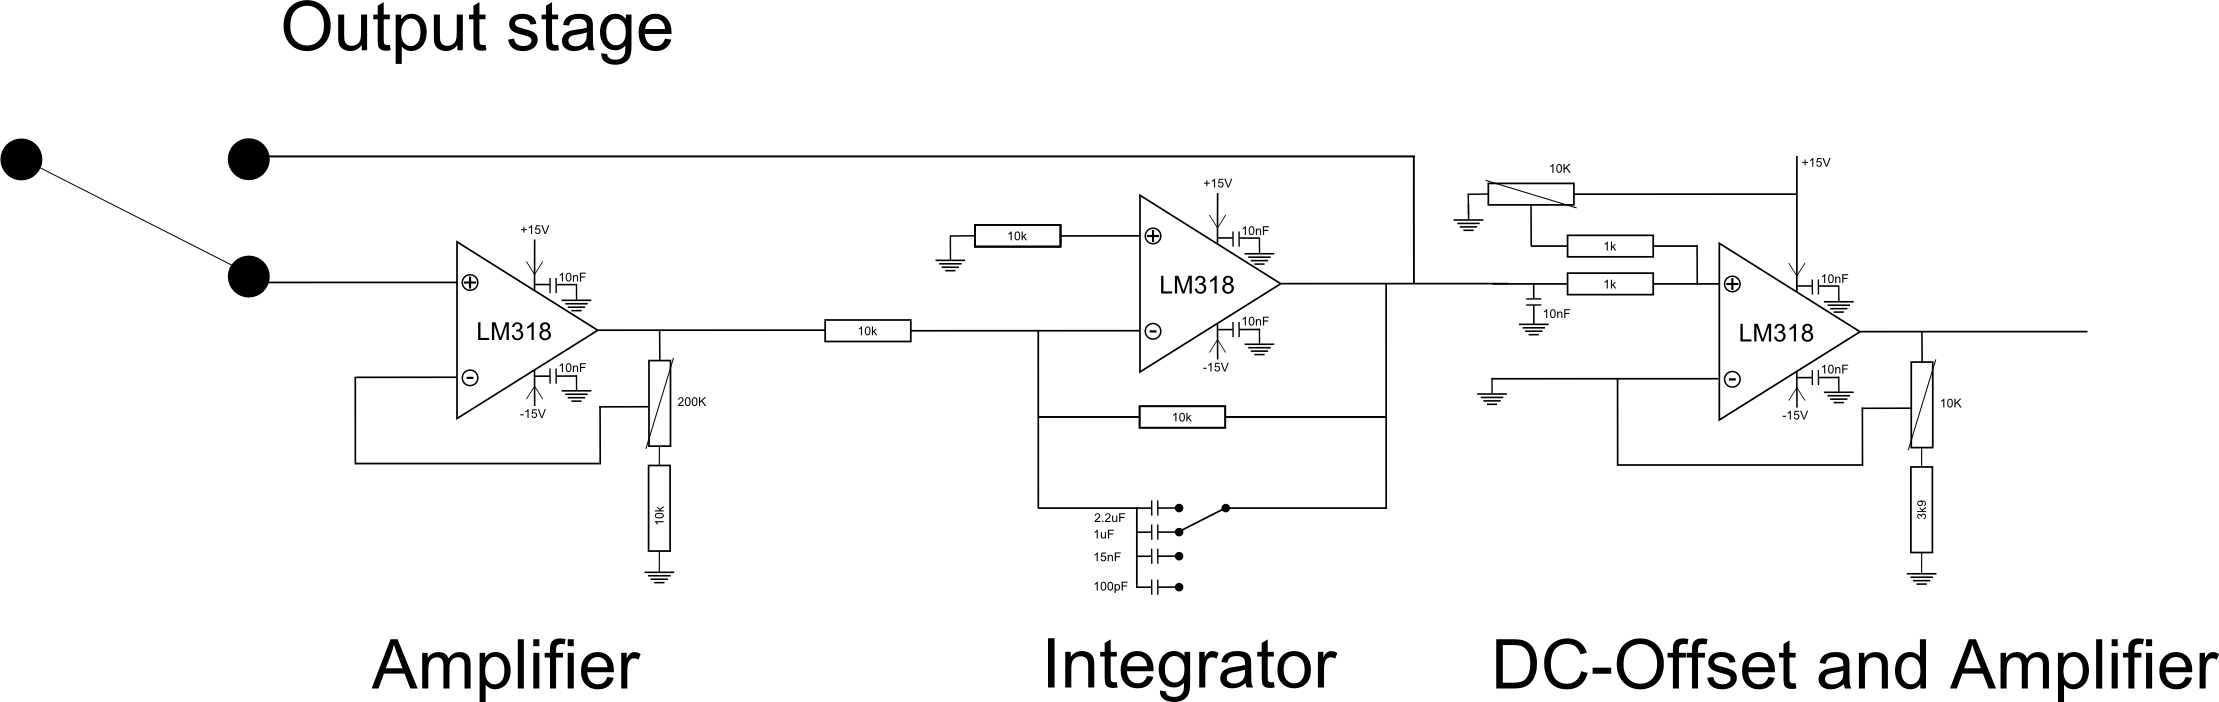 Output stage
10K
+15V
+15V
10nF
+15V
10nF
10k
1k
1k
10nF
10nF
LM318
LM318
LM318
10k
10nF
10nF
10nF
-15V
10nF
-15V
200K
10K
-15V
10k
10k
3k9
2.2uF
1uF
15nF
100pF
Amplifier
Integrator
DC-Offset and Amplifier